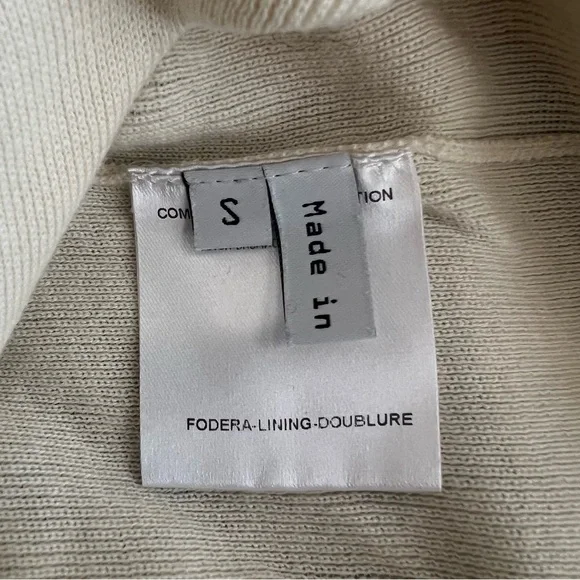 COM
TION
S
Made in
FODERA-LINING-DOUBLURE